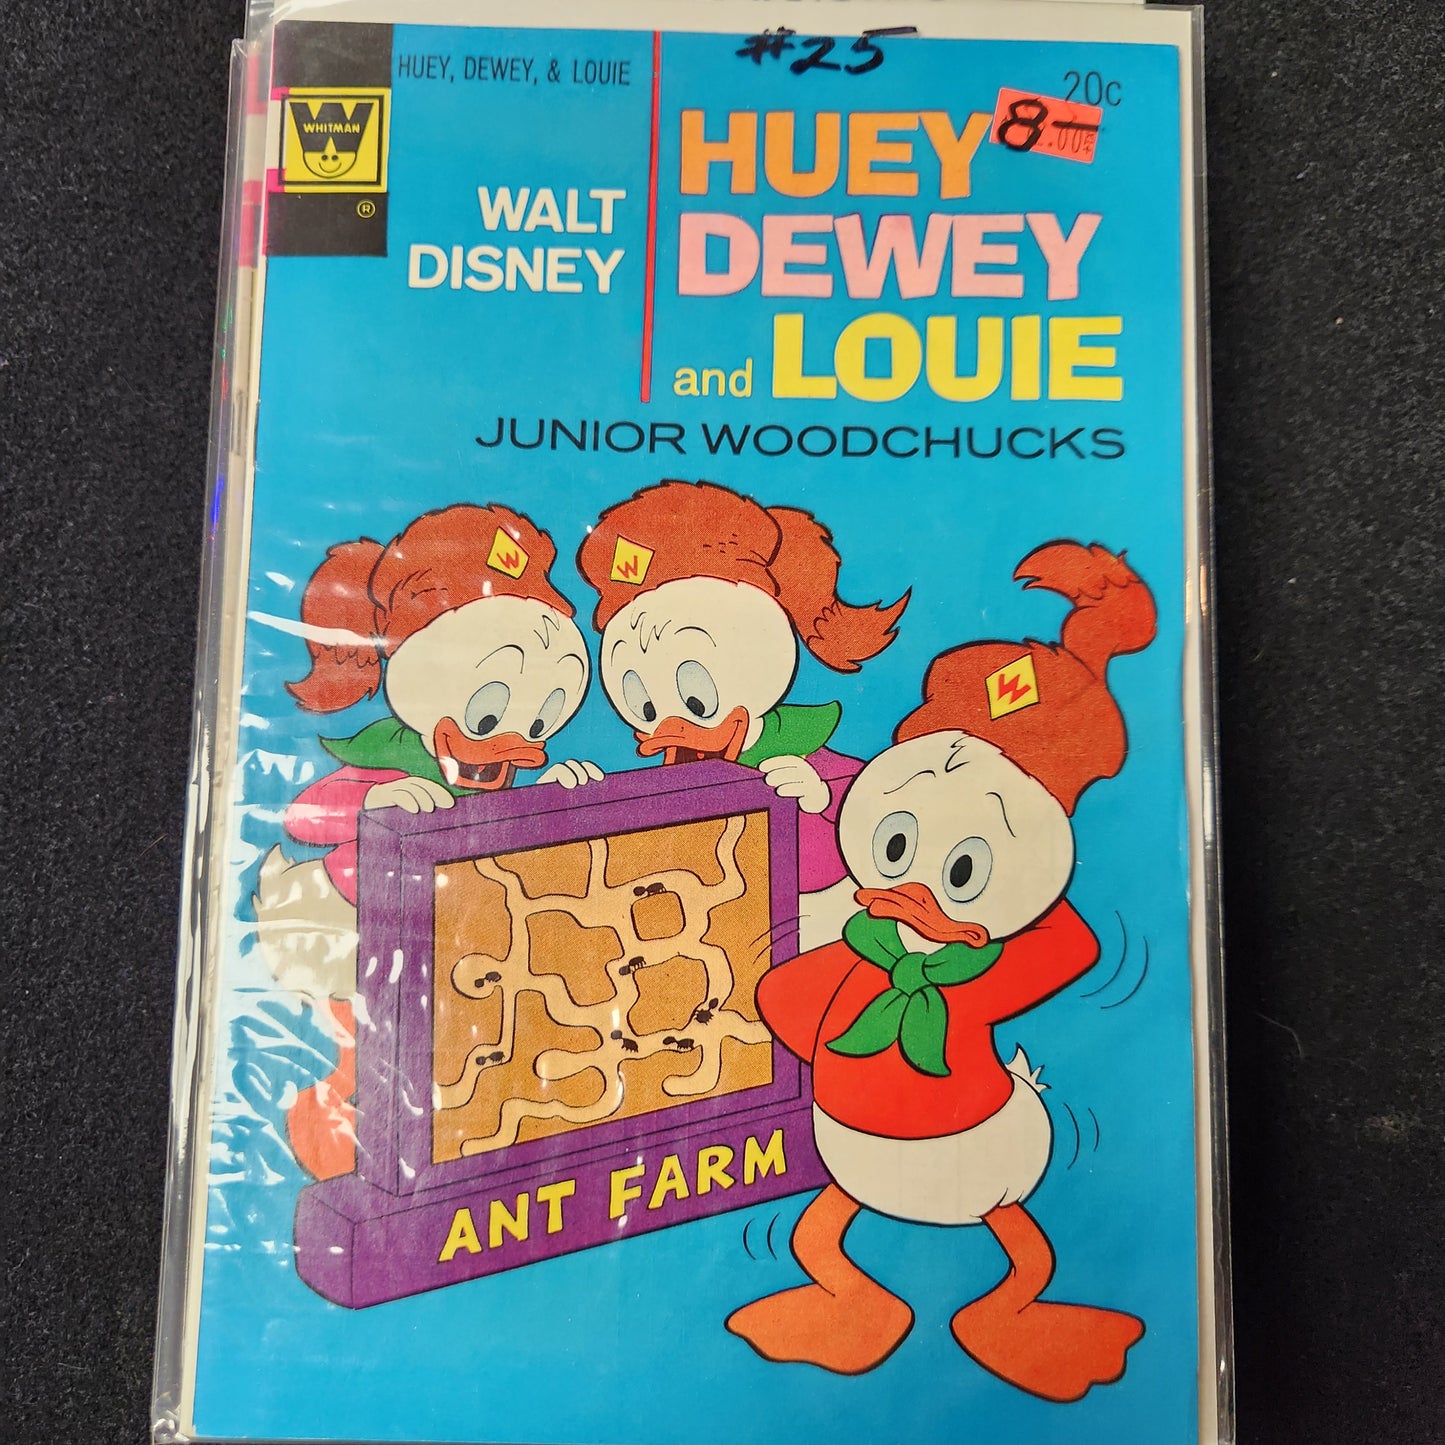 #25
HUEY, DEWEY, & LOUIE
20c
WHITMAN
®
8—
WALT
DISNEY
HUEY
DEWEY
and LOUIE
JUNIOR WOODCHUCKS
W
W
W
ANT FARM